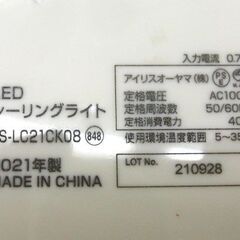 入力電流 0.7
LED
シーリングライト
S-LC21CK08 848
2021年製
MADE IN CHINA
PS E
アイリスオーヤマ(株)
定格電圧 AC100
定格周波数 50/60
定格消費電力 40
使用環境温度範囲 5~35
LOT No.
210928